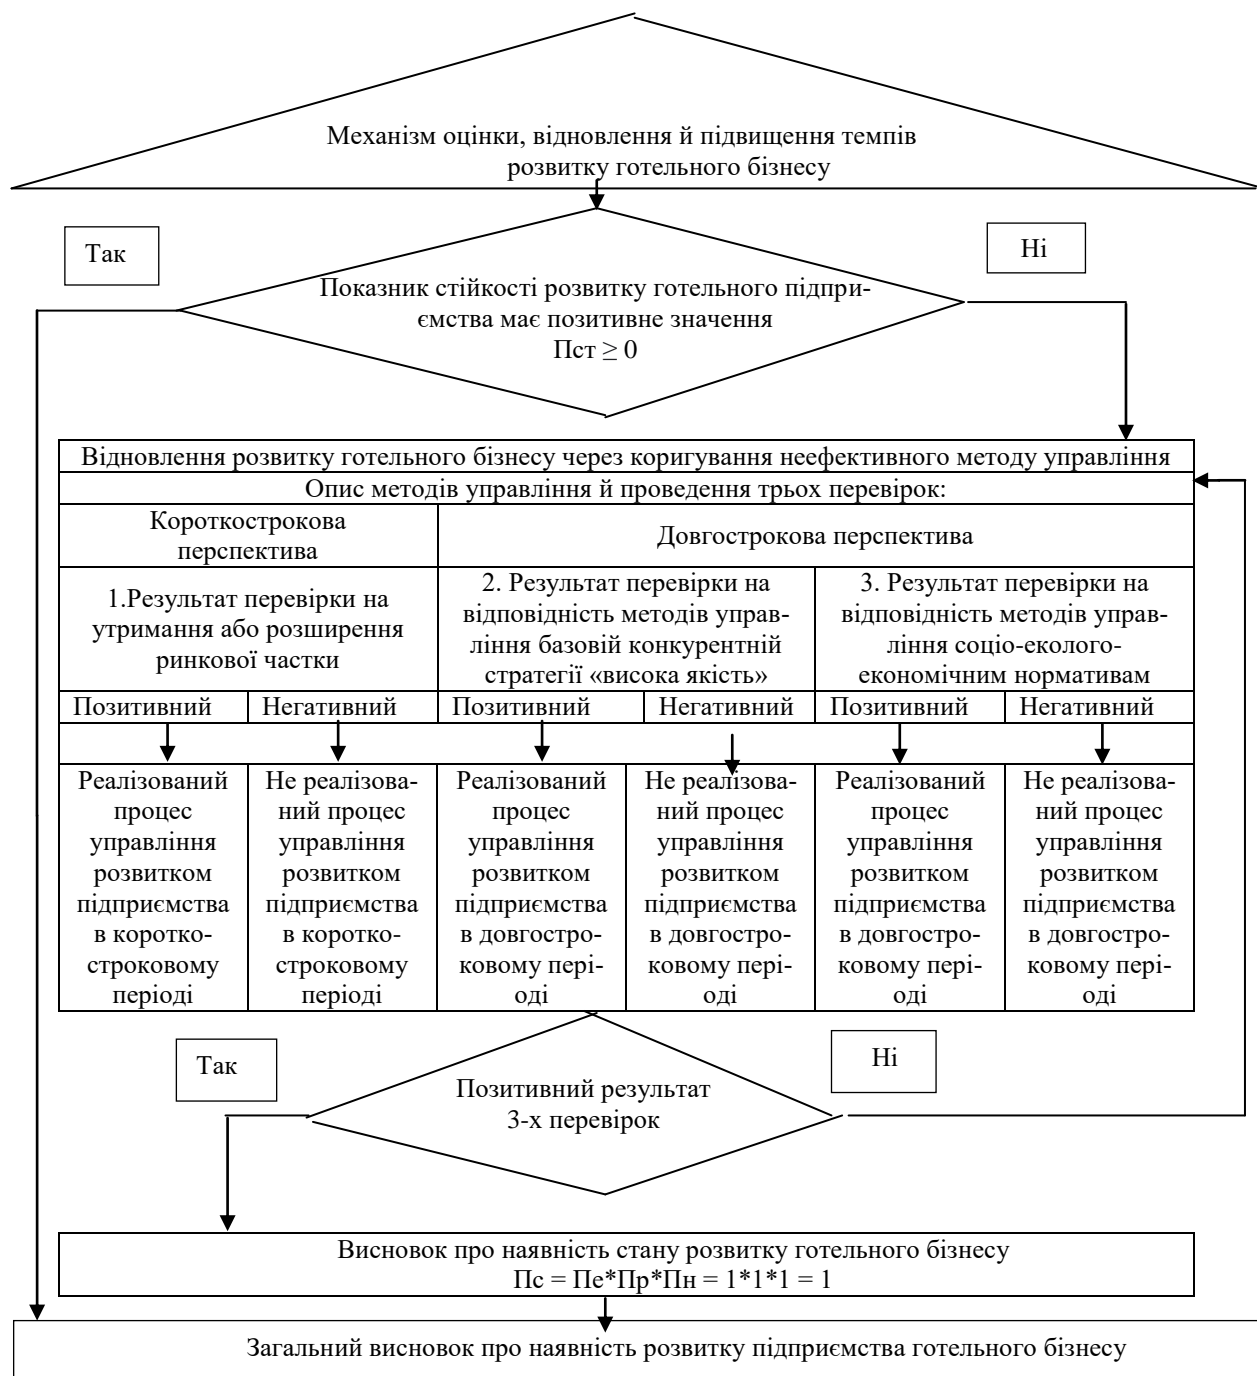 Механізм оцінки, відновлення й підвищення темпів
розвитку готельного бізнесу
Так
Ні
Показник стійкості розвитку готельного підпри-
ємства має позитивне значення
Пст ≥ 0
Відновлення розвитку готельного бізнесу через коригування неефективного методу управління
Опис методів управління й проведення трьох перевірок:
Короткострокова
перспектива
Довгострокова перспектива
1.Результат перевірки на
утримання або розширення
ринкової частки
2. Результат перевірки на
відповідність методів управ-
ління базовій конкурентній
стратегії «висока якість»
3. Результат перевірки на
відповідність методів управ-
ління соціо-еколого-
економічним нормативам
Позитивний
Негативний
Позитивний
Негативний
Позитивний
Негативний
Реалізований
процес
управління
розвитком
підприємства
в коротко-
строковому
періоді
Не реалізова-
ний процес
управління
розвитком
підприємства
в коротко-
строковому
періоді
Реалізований
процес
управління
розвитком
підприємства
в довгостро-
ковому пері-
оді
Не реалізова-
ний процес
управління
розвитком
підприємства
в довгостро-
ковому пері-
оді
Реалізований
процес
управління
розвитком
підприємства
в довгостро-
ковому пері-
оді
Не реалізова-
ний процес
управління
розвитком
підприємства
в довгостро-
ковому пері-
оді
Так
Ні
Позитивний результат
3-х перевірок
Висновок про наявність стану розвитку готельного бізнесу
Пс = Пе*Пр*Пн = 1*1*1 = 1
Загальний висновок про наявність розвитку підприємства готельного бізнесу